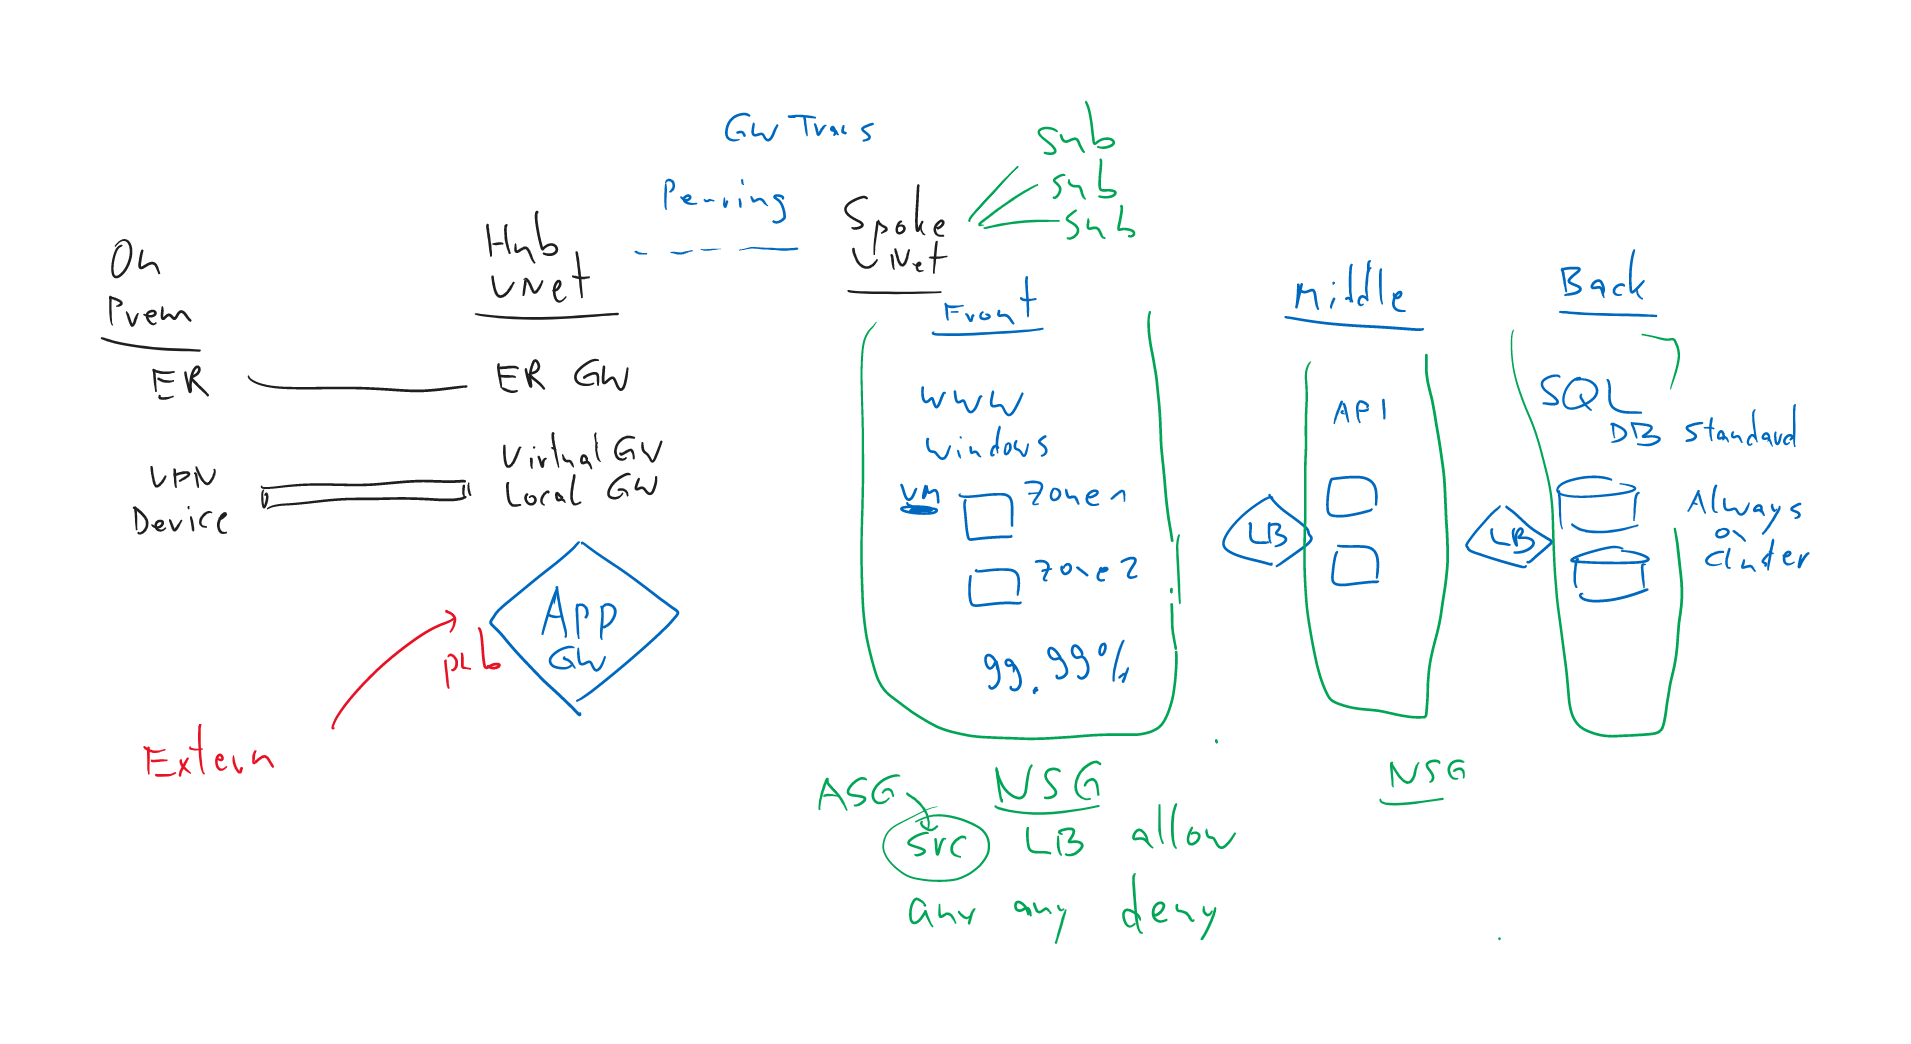 GW Trans
Peering
sub
sub
sub
On
Prem
Hub
VNet
Spoke
VNet
Front
Middle
Back
ER
ER GW
www
windows
API
SQL
DB Standard
VPN
Device
Virtual GW
Local GW
VM
Zone 1
Zone 2
LB
LB
Always
on
Cluster
App
GW
pub
99.99%
Extern
ASG
NSG
NSG
src LB allow
any any deny